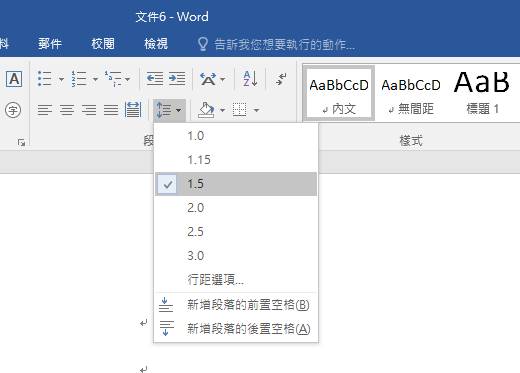 文件6 - Word
料 郵件 校閱 檢視 告訴我您想要執行的動作...
A
AaBbCcD AaBbCcD AaB
字
內文 無間距 標題 1
段
樣式
1.0
1.15
1.5
2.0
2.5
3.0
行距選項...
新增段落的前置空格(B)
新增段落的後置空格(A)